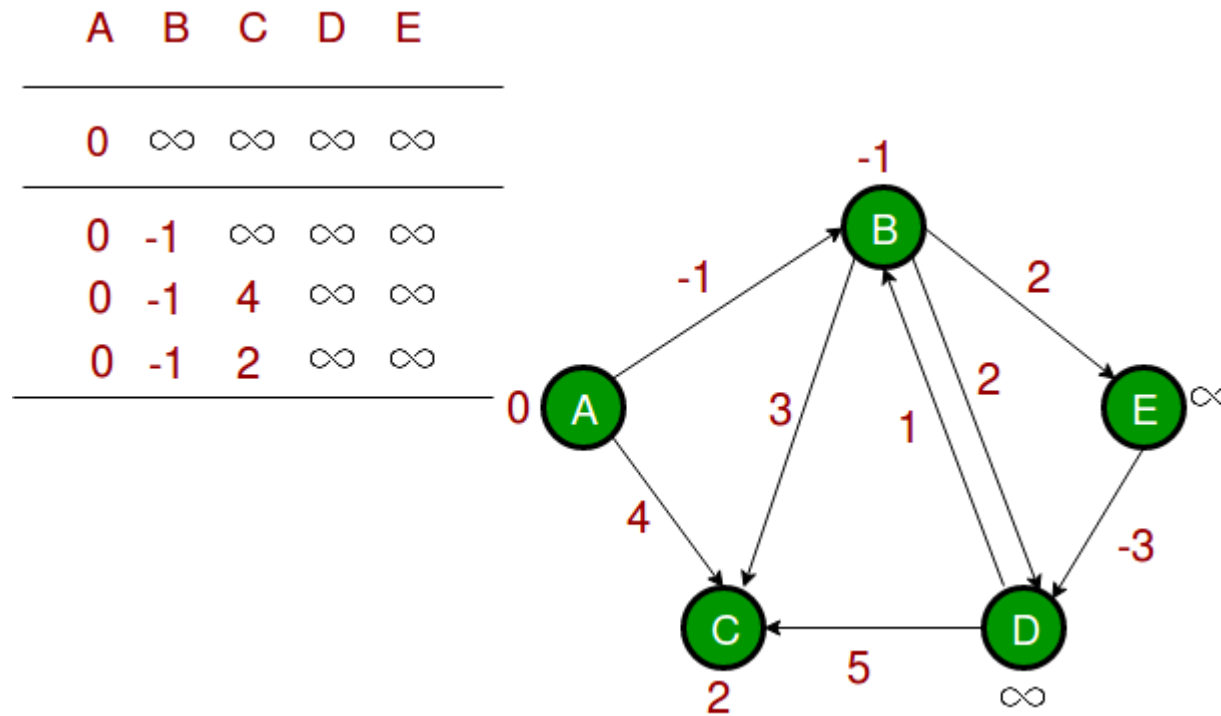 A B C D E
0 ∞ ∞ ∞ ∞
0 -1 ∞ ∞ ∞
0 -1 4 ∞ ∞
0 -1 2 ∞ ∞
-1
B
-1
2
3
2
1
0
A
E
∞
4
-3
C
D
5
2
∞